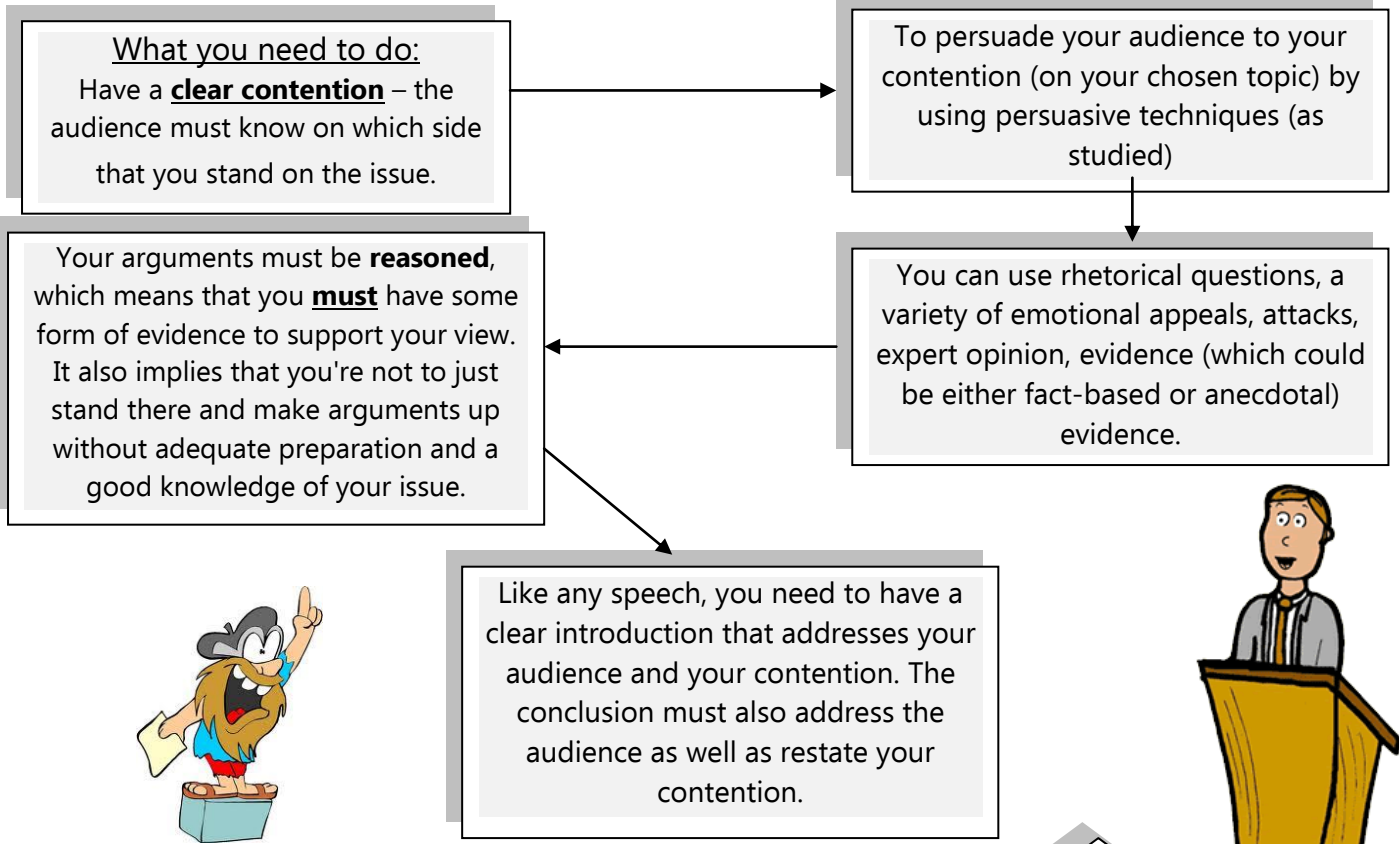 What you need to do:
Have a clear contention – the
audience must know on which side
that you stand on the issue.
To persuade your audience to your
contention (on your chosen topic) by
using persuasive techniques (as
studied)
You can use rhetorical questions, a
variety of emotional appeals, attacks,
expert opinion, evidence (which could
be either fact-based or anecdotal)
evidence.
Your arguments must be reasoned,
which means that you must have some
form of evidence to support your view.
It also implies that you're not to just
stand there and make arguments up
without adequate preparation and a
good knowledge of your issue.
Like any speech, you need to have a
clear introduction that addresses your
audience and your contention. The
conclusion must also address the
audience as well as restate your
contention.